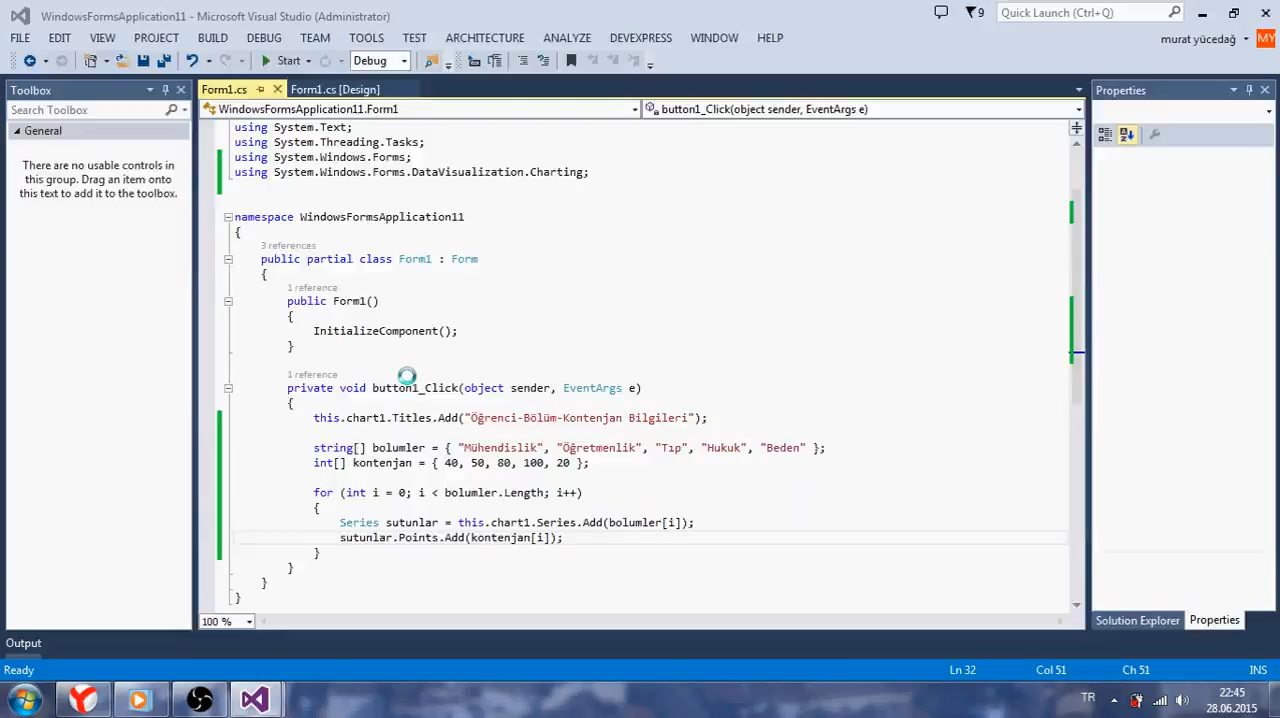 WindowsFormsApplication11 - Microsoft Visual Studio (Administrator)
9
Quick Launch (Ctrl+Q)
FILE EDIT VIEW PROJECT BUILD DEBUG TEAM TOOLS TEST ARCHITECTURE ANALYZE DEVEXPRESS WINDOW HELP
murat yücedağ
MY
Start
Debug
Toolbox
Form1.cs
Form1.cs [Design]
Properties
Search Toolbox
WindowsFormsApplication11.Form1
button1_Click(object sender, EventArgs e)
General
There are no usable controls in
this group. Drag an item onto
this text to add it to the toolbox.
using System.Text;
using System.Threading.Tasks;
using System.Windows.Forms;
using System.Windows.Forms.DataVisualization.Charting;
namespace WindowsFormsApplication11
{
3 references
public partial class Form1 : Form
{
1 reference
public Form1()
{
InitializeComponent();
}
1 reference
private void button1_Click(object sender, EventArgs e)
{
this.chart1.Titles.Add("Öğrenci-Bölüm-Kontenjan Bilgileri");
string[] bolumler = { "Mühendislik", "Öğretmenlik", "Tıp", "Hukuk", "Beden" };
int[] kontenjan = { 40, 50, 80, 100, 20 };
for (int i = 0; i < bolumler.Length; i++)
{
Series sutunlar = this.chart1.Series.Add(bolumler[i]);
sutunlar.Points.Add(kontenjan[i]);
}
}
}
}
100 %
Solution Explorer
Properties
Output
Ready
Ln 32
Col 51
Ch 51
INS
TR
22:45
28.06.2015